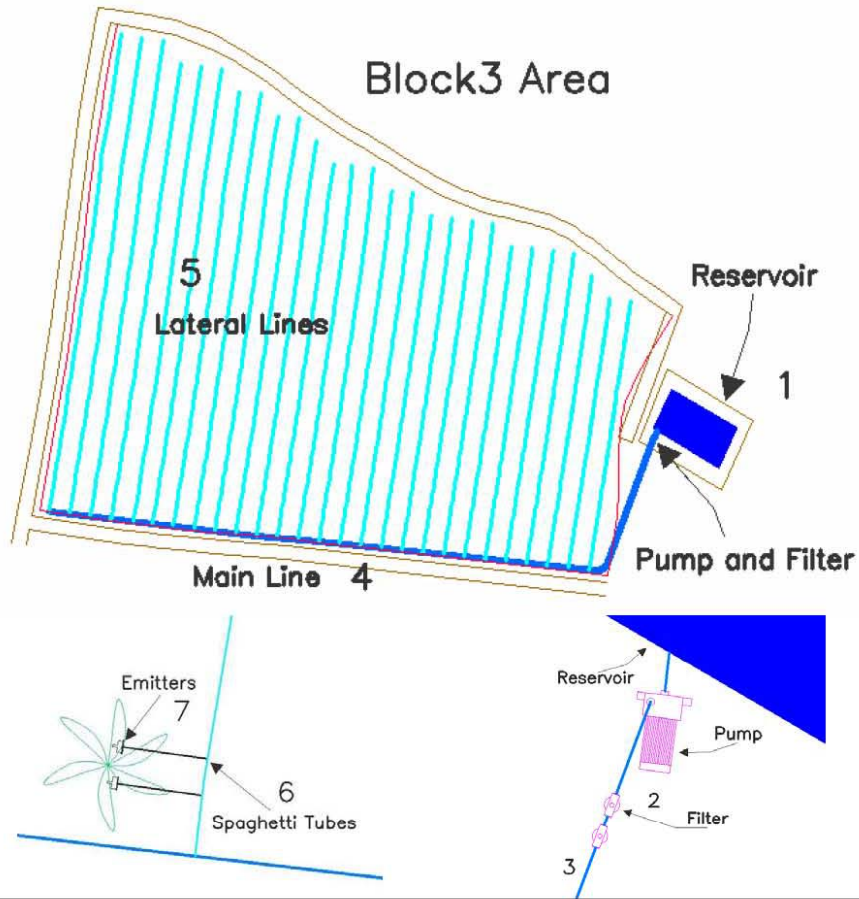 Block3 Area
Reservoir
1
5
Lateral Lines
Pump and Filter
Main Line 4
Emitters
7
6
Spaghetti Tubes
Reservoir
Pump
2
Filter
3